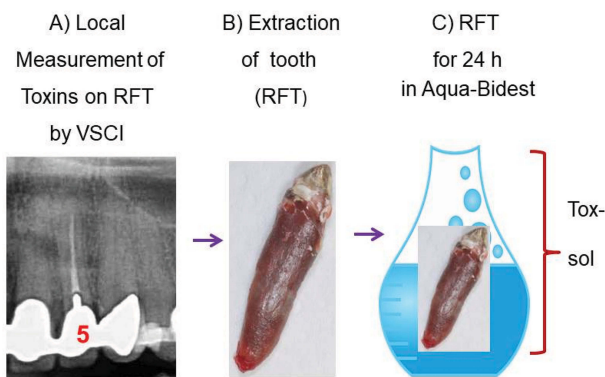 A) Local
Measurement of
Toxins on RFT
by VSCI
B) Extraction
of tooth
(RFT)
C) RFT
for 24 h
in Aqua-Bidest
5
Tox-
sol